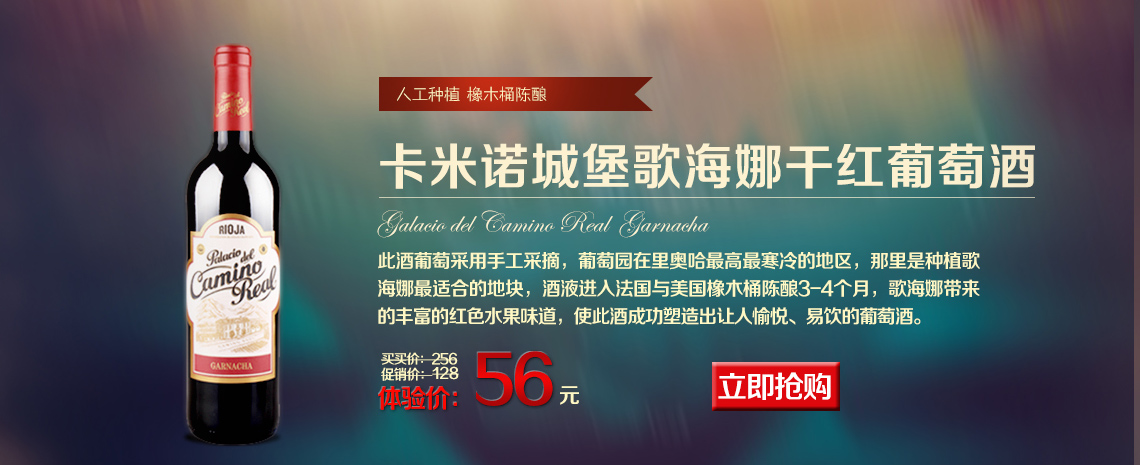 人工种植 橡木桶陈酿
卡米诺城堡歌海娜干红葡萄酒
Galacio del Camino Real Garnacha
此酒葡萄采用手工采摘，葡萄园在里奥哈最高最寒冷的地区，那里是种植歌
海娜最适合的地块，酒液进入法国与美国橡木桶陈酿3-4个月，歌海娜带来
的丰富的红色水果味道，使此酒成功塑造出让人愉悦、易饮的葡萄酒。
买买价：256
促销价：128
体验价：56元
立即抢购
Camino Real
RIOJA
Palacio del
Camino
Real
GARNACHA